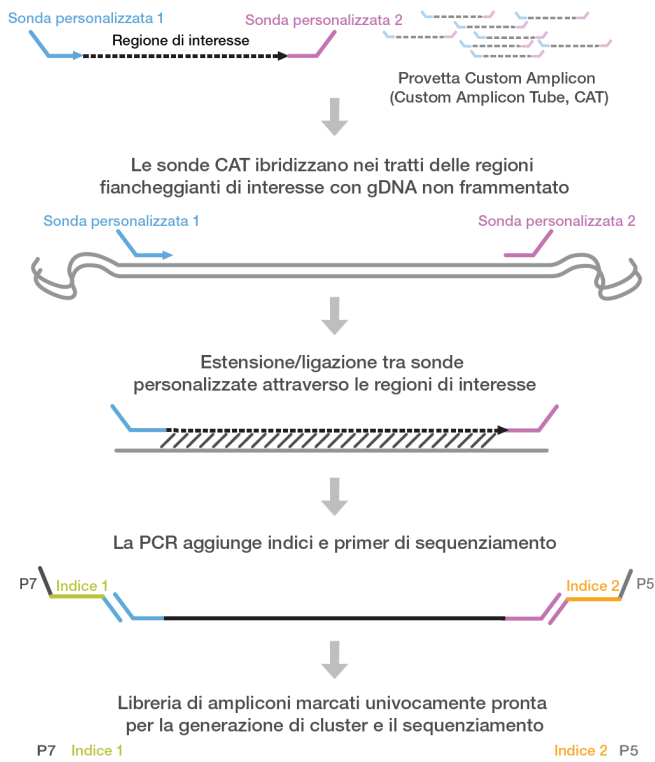 Sonda personalizzata 1
Sonda personalizzata 2
Regione di interesse
Provetta Custom Amplicon
(Custom Amplicon Tube, CAT)
Le sonde CAT ibridizzano nei tratti delle regioni
fiancheggianti di interesse con gDNA non frammentato
Sonda personalizzata 1
Sonda personalizzata 2
Estensione/ligazione tra sonde
personalizzate attraverso le regioni di interesse
La PCR aggiunge indici e primer di sequenziamento
P7
Indice 1
Indice 2
P5
Libreria di ampliconi marcati univocamente pronta
per la generazione di cluster e il sequenziamento
P7
Indice 1
Indice 2
P5